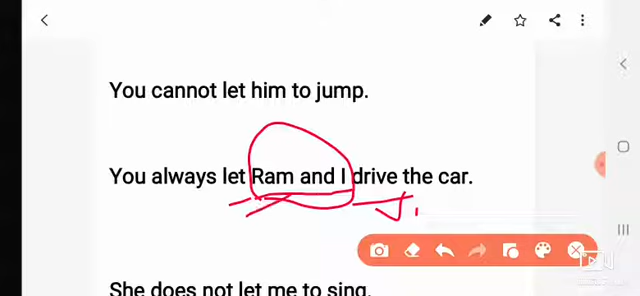 You cannot let him to jump.
You always let Ram and I drive the car.
She does not let me to sing.